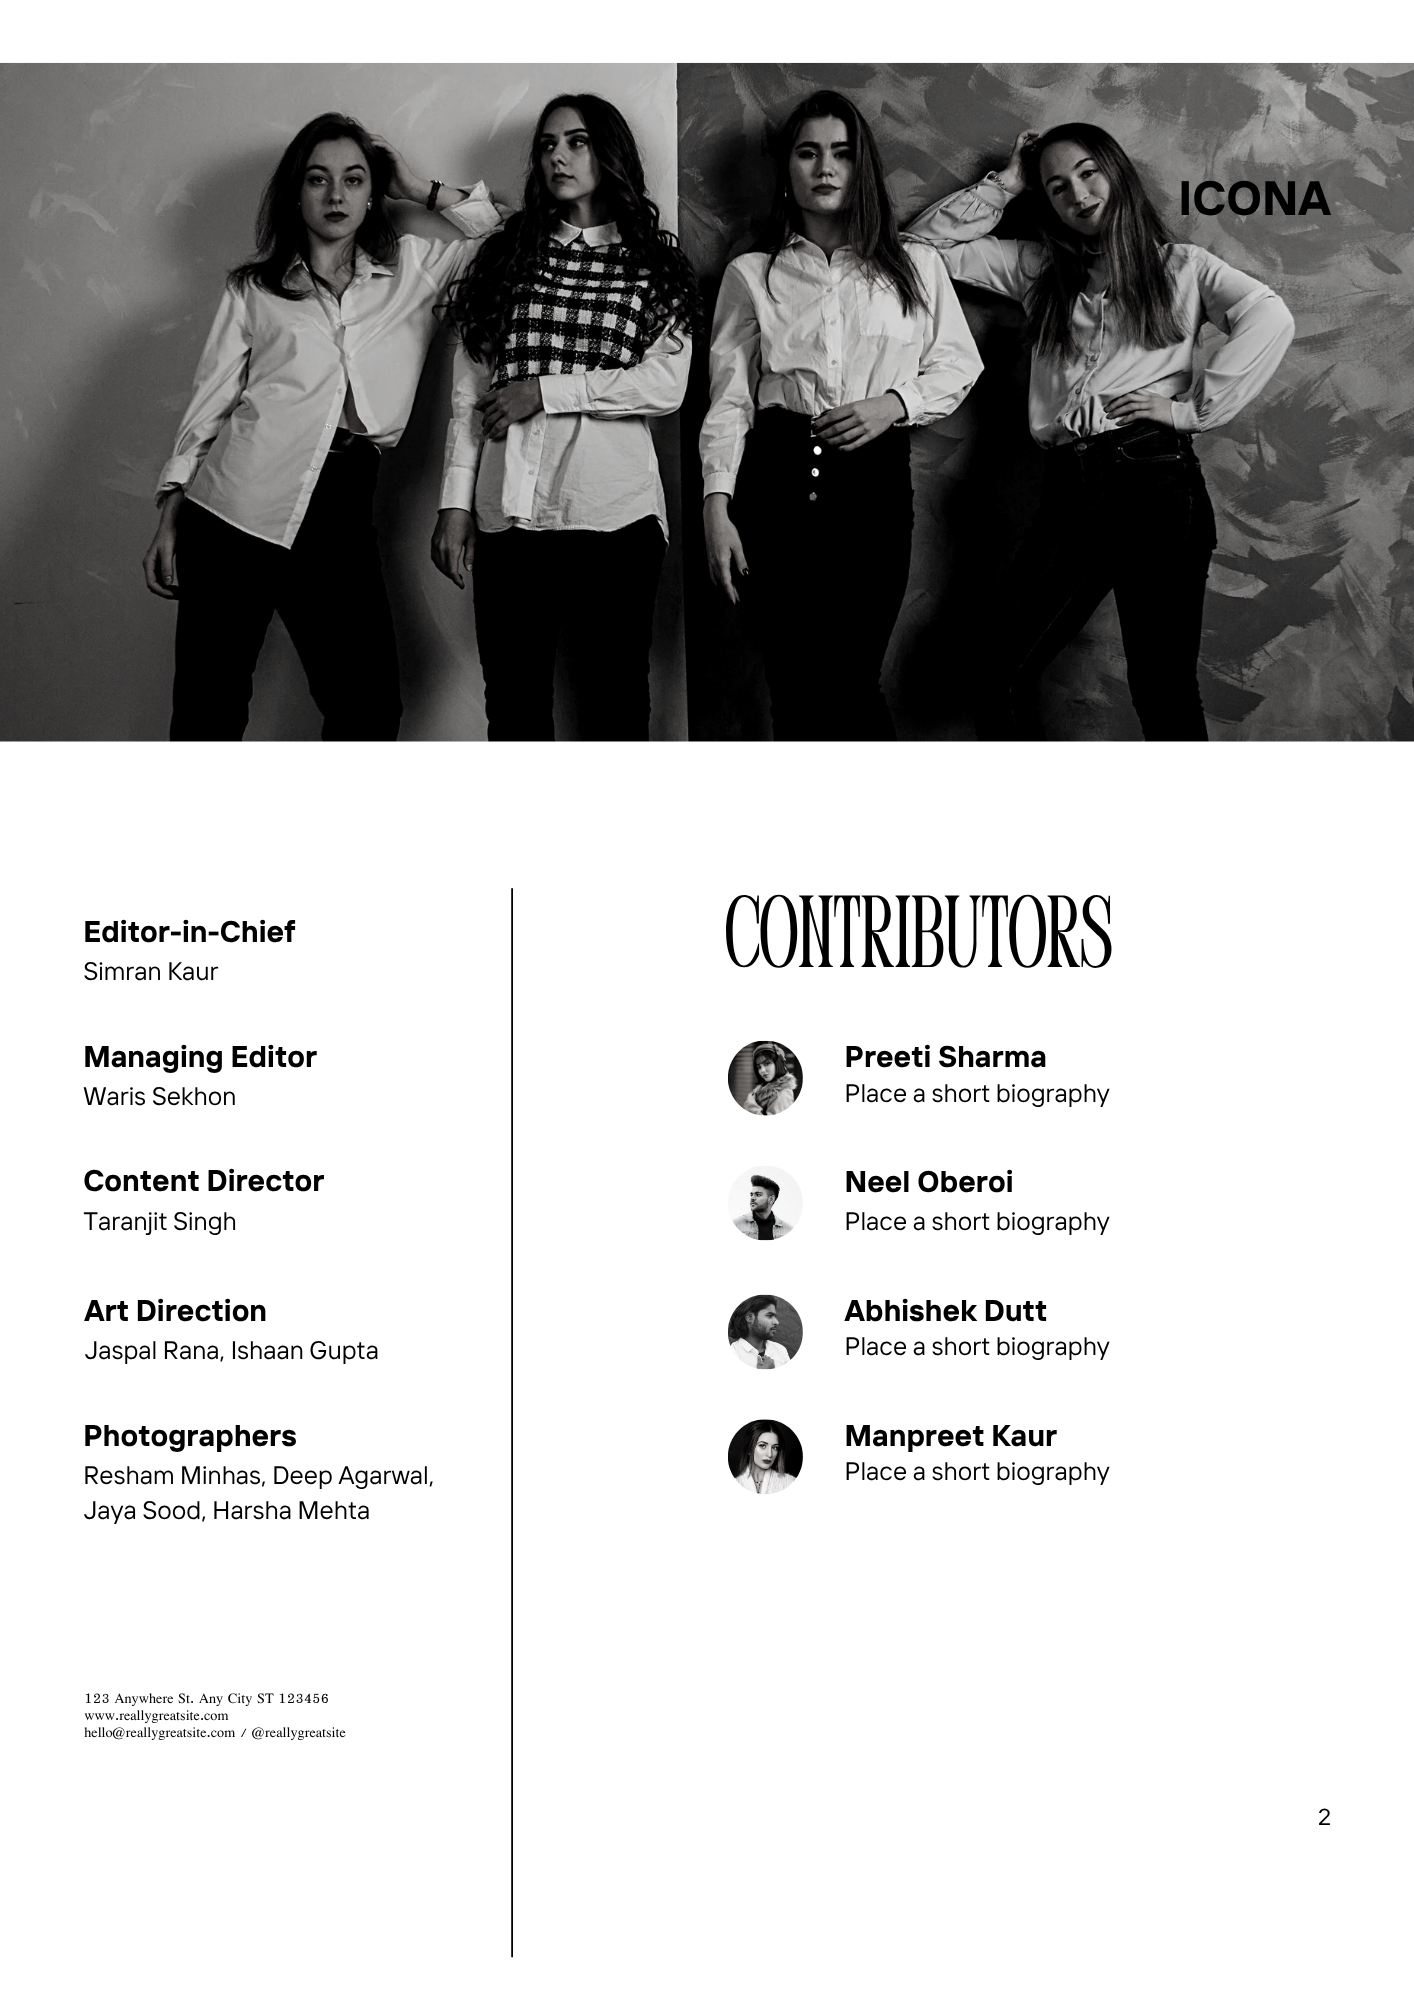 ICONA
Editor-in-Chief
Simran Kaur
Managing Editor
Waris Sekhon
Content Director
Taranjit Singh
Art Direction
Jaspal Rana, Ishaan Gupta
Photographers
Resham Minhas, Deep Agarwal,
Jaya Sood, Harsha Mehta
123 Anywhere St. Any City ST 123456
www.reallygreatsite.com
hello@reallygreatsite.com / @reallygreatsite
CONTRIBUTORS
Preeti Sharma
Place a short biography
Neel Oberoi
Place a short biography
Abhishek Dutt
Place a short biography
Manpreet Kaur
Place a short biography
2